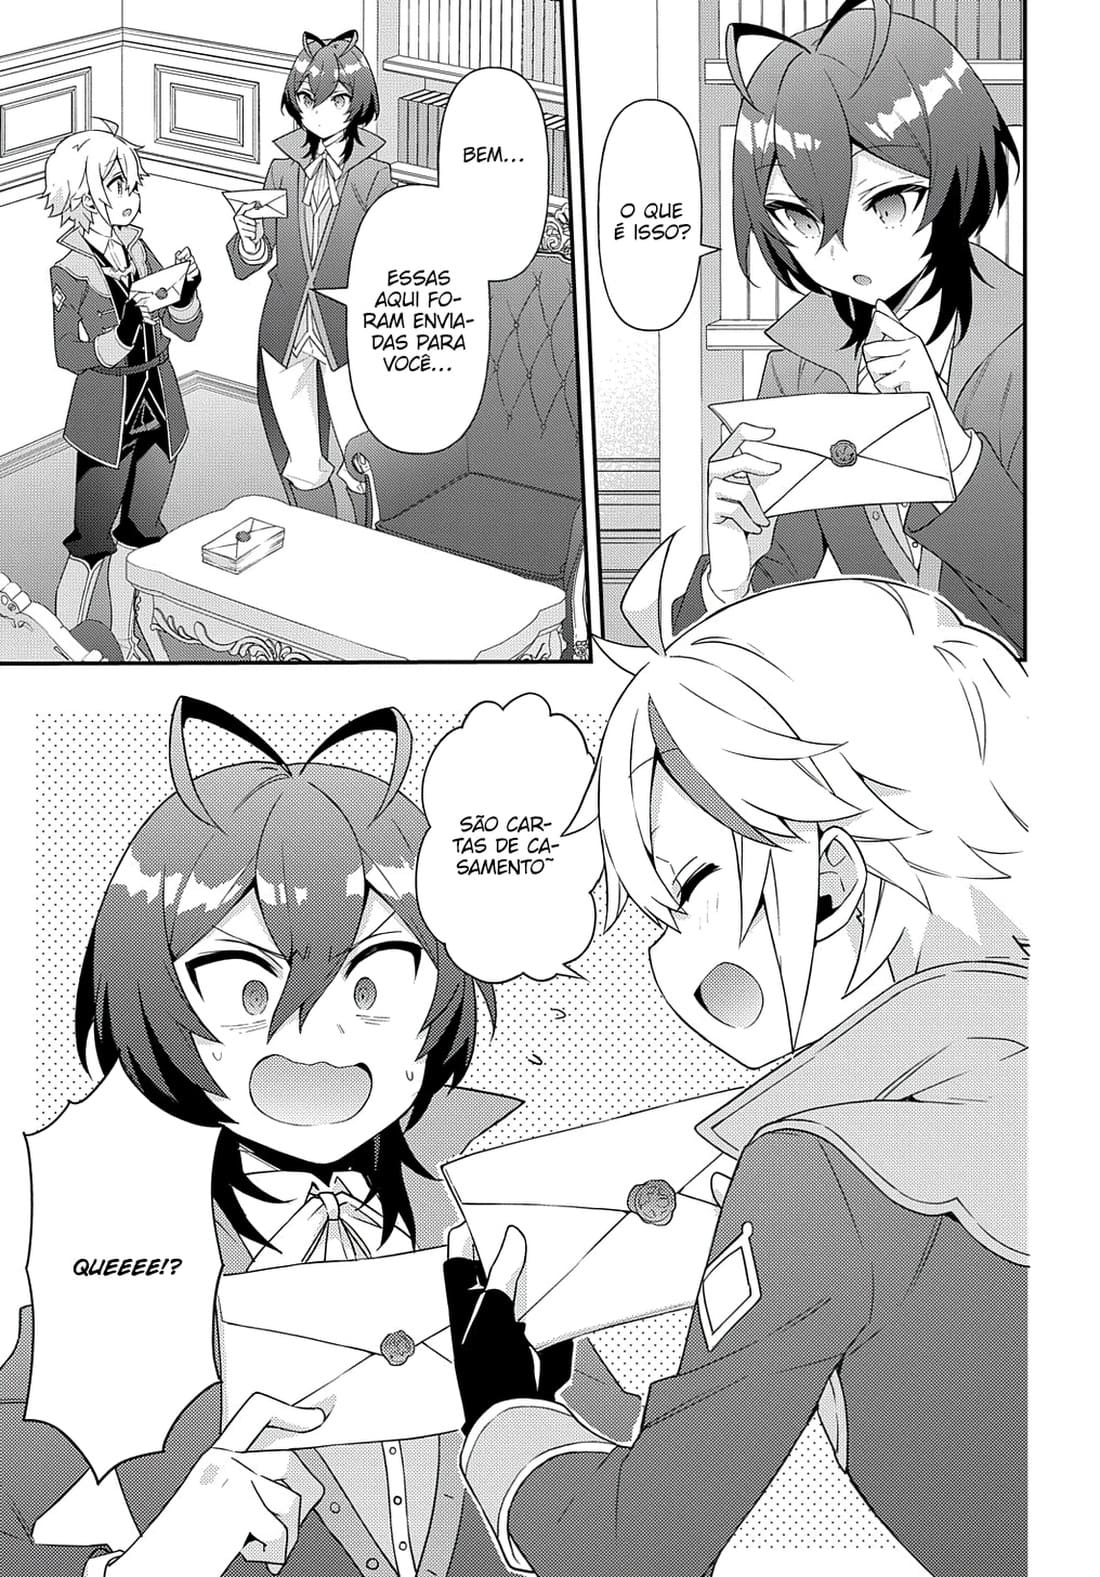 O QUE
É ISSO?
BEM...
ESSAS
AQUI FO-
RAM ENVIA-
DAS PARA
VOCÊ...
SÃO CAR-
TAS DE CA-
SAMENTO~
QUEEEE!?